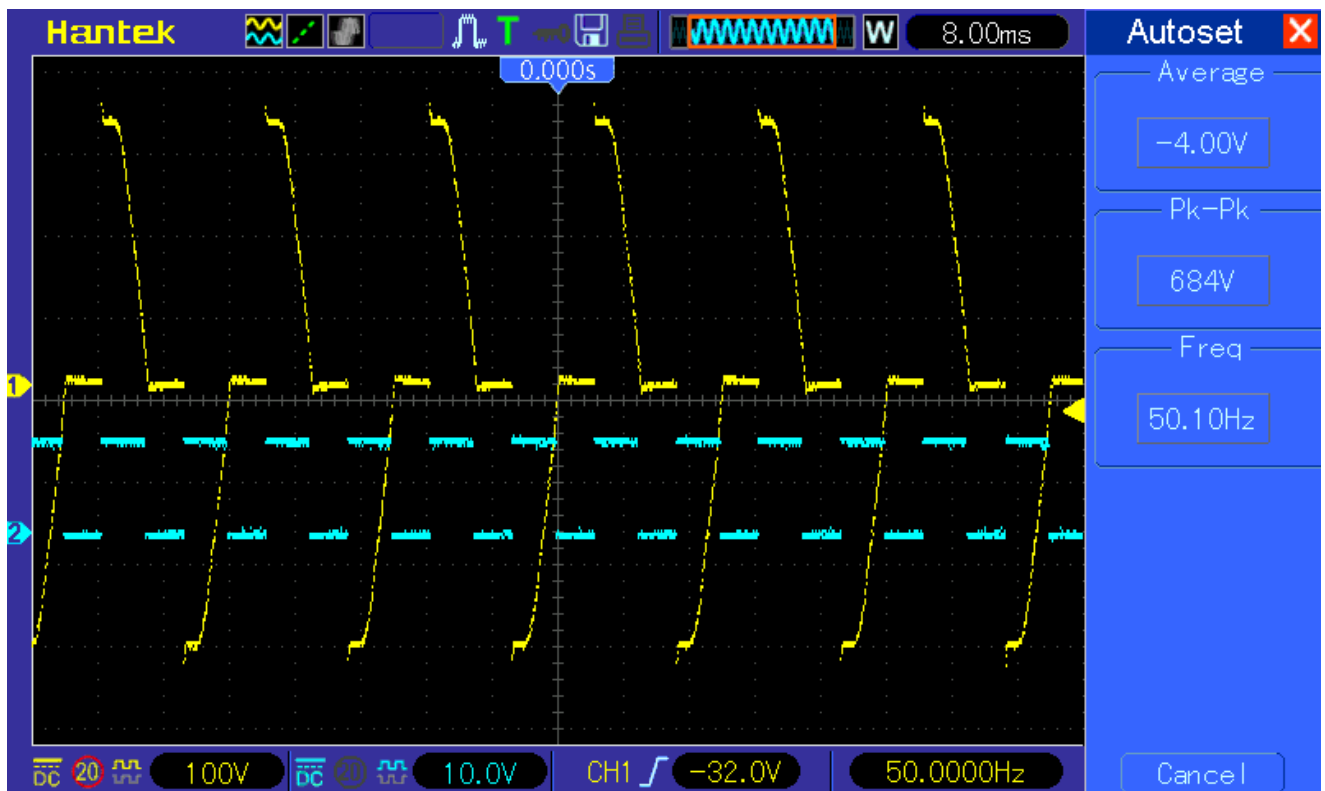 Hantek T W 8.00ms Autoset
0.000s
Average
-4.00V
Pk-Pk
684V
Freq
50.10Hz
1
2
DC 20 100V DC 20 10.0V CH1 -32.0V 50.0000Hz Cancel